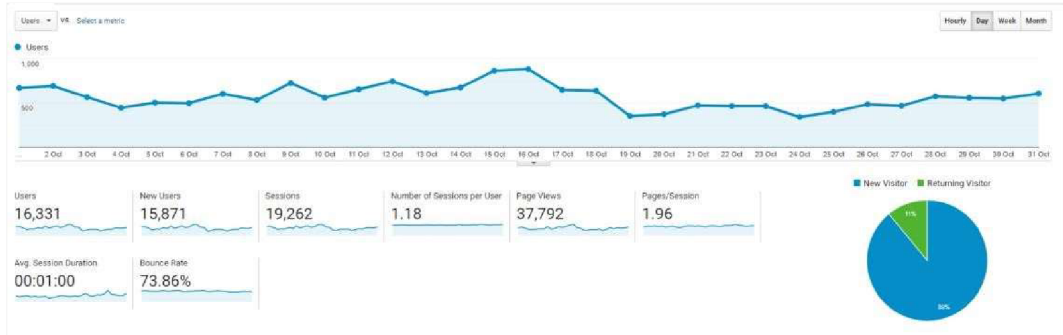 Users VS Select a metric
Hourly Day Week Month
Users
1,000
500
... 2 Oct 3 Oct 4 Oct 5 Oct 6 Oct 7 Oct 8 Oct 9 Oct 10 Oct 11 Oct 12 Oct 13 Oct 14 Oct 15 Oct 16 Oct 17 Oct 18 Oct 19 Oct 20 Oct 21 Oct 22 Oct 23 Oct 24 Oct 25 Oct 26 Oct 27 Oct 28 Oct 29 Oct 30 Oct 31 Oct
New Visitor Returning Visitor
Users New Users Sessions Number of Sessions per User Page Views Pages/Session
16,331 15,871 19,262 1.18 37,792 1.96
11%
Avg. Session Duration Bounce Rate
00:01:00 73.86%